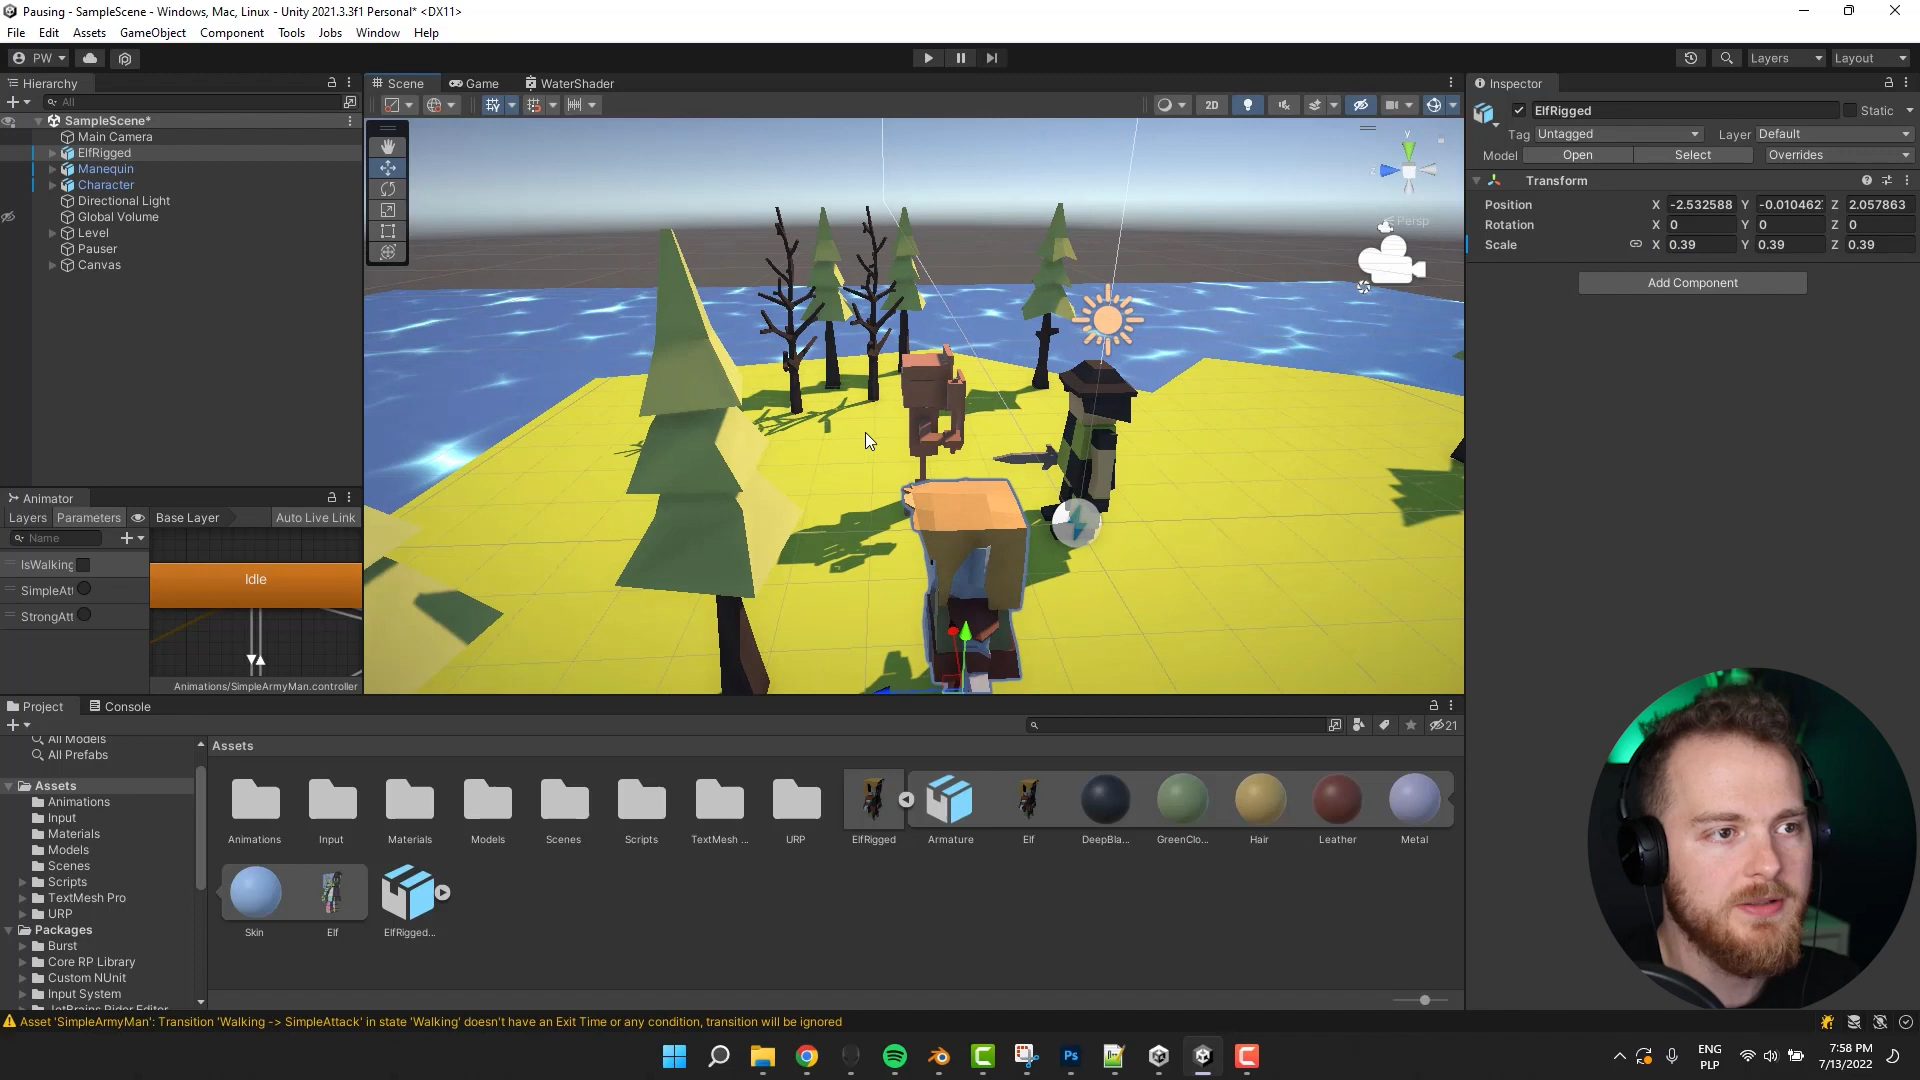 Pausing - SampleScene - Windows, Mac, Linux - Unity 2021.3.3f1 Personal* <DX11>
File Edit Assets GameObject Component Tools Jobs Window Help
PW Layers Layout
Hierarchy
All
SampleScene*
Main Camera
ElfRigged
Manequin
Character
Directional Light
Global Volume
Level
Pauser
Canvas
Scene Game WaterShader
2D
y
Persp
Inspector
ElfRigged Static
Tag Untagged Layer Default
Model Open Select Overrides
Transform
Position X -2.532588 Y -0.010462 Z 2.057863
Rotation X 0 Y 0 Z 0
Scale X 0.39 Y 0.39 Z 0.39
Add Component
Animator
Layers Parameters Base Layer Auto Live Link
Name
IsWalking
SimpleAtt
StrongAtt
Idle
Animations/SimpleArmyMan.controller
Project Console
21
All Models
All Prefabs
Assets
Animations
Input
Materials
Models
Scenes
Scripts
TextMesh Pro
URP
Packages
Burst
Core RP Library
Custom NUnit
Input System
JetBrains Rider Editor
Assets
Animations Input Materials Models Scenes Scripts TextMesh ... URP ElfRigged Armature Elf DeepBla... GreenClo... Hair Leather Metal
Skin Elf ElfRigged...
Asset 'SimpleArmyMan': Transition 'Walking -> SimpleAttack' in state 'Walking' doesn't have an Exit Time or any condition, transition will be ignored
Ps
ENG
PLP
7:58 PM
7/13/2022